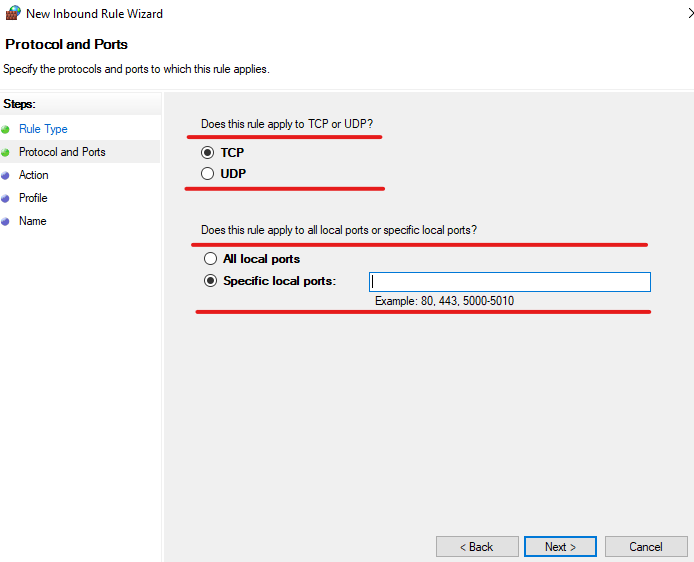 New Inbound Rule Wizard
Protocol and Ports
Specify the protocols and ports to which this rule applies.
Steps:
Rule Type
Protocol and Ports
Action
Profile
Name
Does this rule apply to TCP or UDP?
TCP
UDP
Does this rule apply to all local ports or specific local ports?
All local ports
Specific local ports:
Example: 80, 443, 5000-5010
< Back
Next >
Cancel